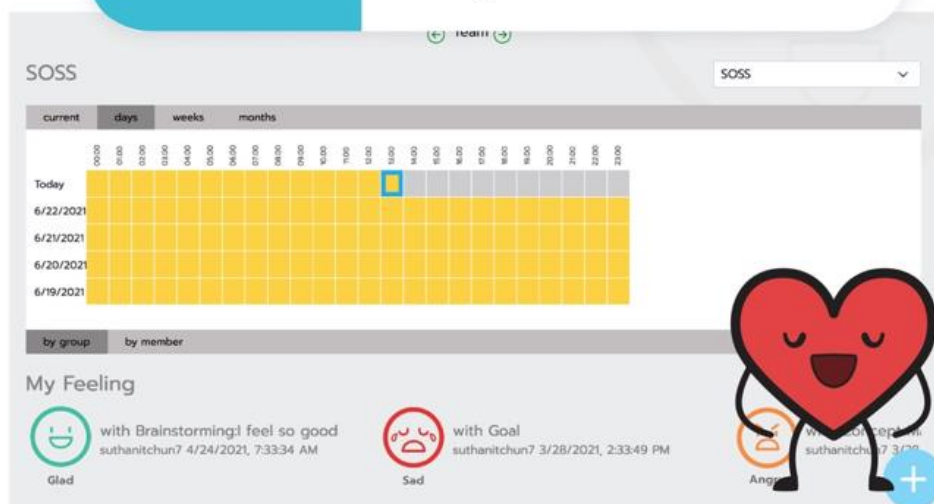 Team
SOSS
SOSS
current days weeks months
00:00 01:00 02:00 03:00 04:00 05:00 06:00 07:00 08:00 09:00 10:00 11:00 12:00 13:00 14:00 15:00 16:00 17:00 18:00 19:00 20:00 21:00 22:00 23:00
Today
6/22/2021
6/21/2021
6/20/2021
6/19/2021
by group by member
My Feeling
with Brainstorming:I feel so good
suthanitchun7 4/24/2021, 7:33:34 AM
Glad
with Goal
suthanitchun7 3/28/2021, 2:33:49 PM
Sad